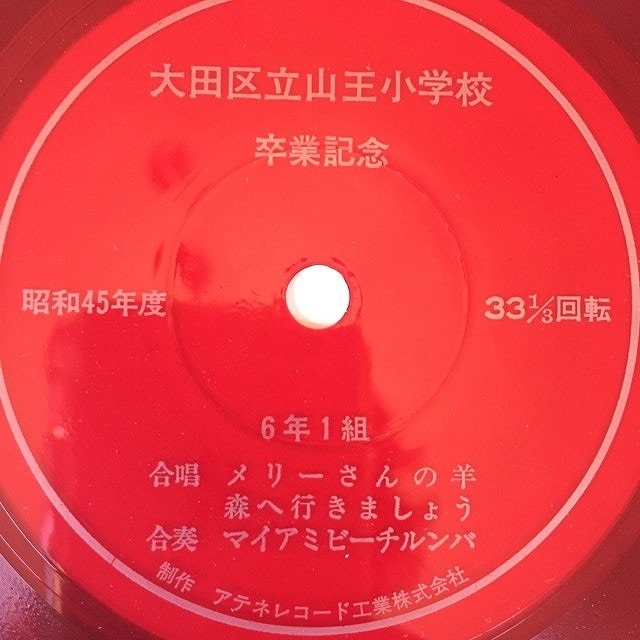 大田区立山王小学校
卒業記念
昭和45年度
33⅓回転
6年1組
合唱 メリーさんの羊
森へ行きましょう
合奏 マイアミビーチルンバ
制作 アテネレコード工業株式会社